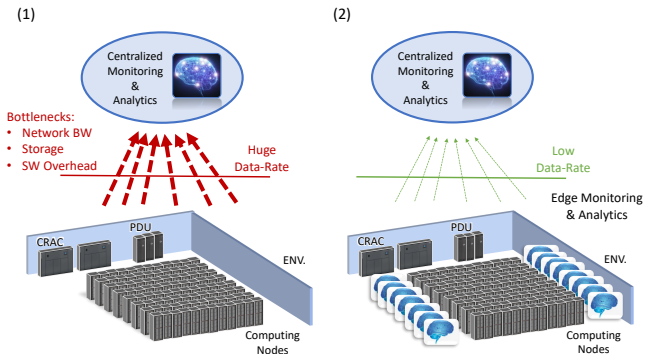 (1)
Centralized
Monitoring
&
Analytics
Bottlenecks:
• Network BW
• Storage
• SW Overhead
Huge
Data-Rate
CRAC
PDU
ENV.
Computing
Nodes
(2)
Centralized
Monitoring
&
Analytics
Low
Data-Rate
Edge Monitoring
& Analytics
CRAC
PDU
ENV.
Computing
Nodes